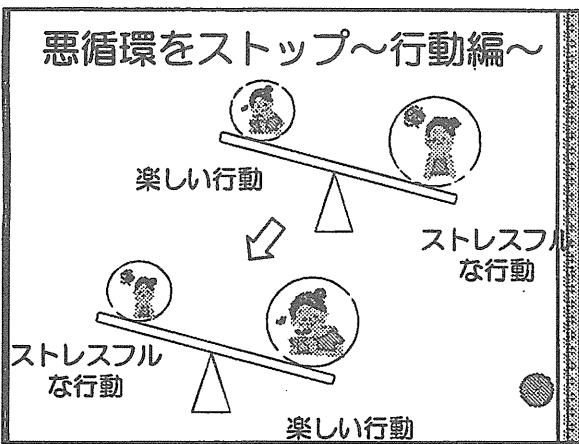 悪循環をストップ～行動編～
楽しい行動
ストレスフル
な行動
ストレスフル
な行動
楽しい行動